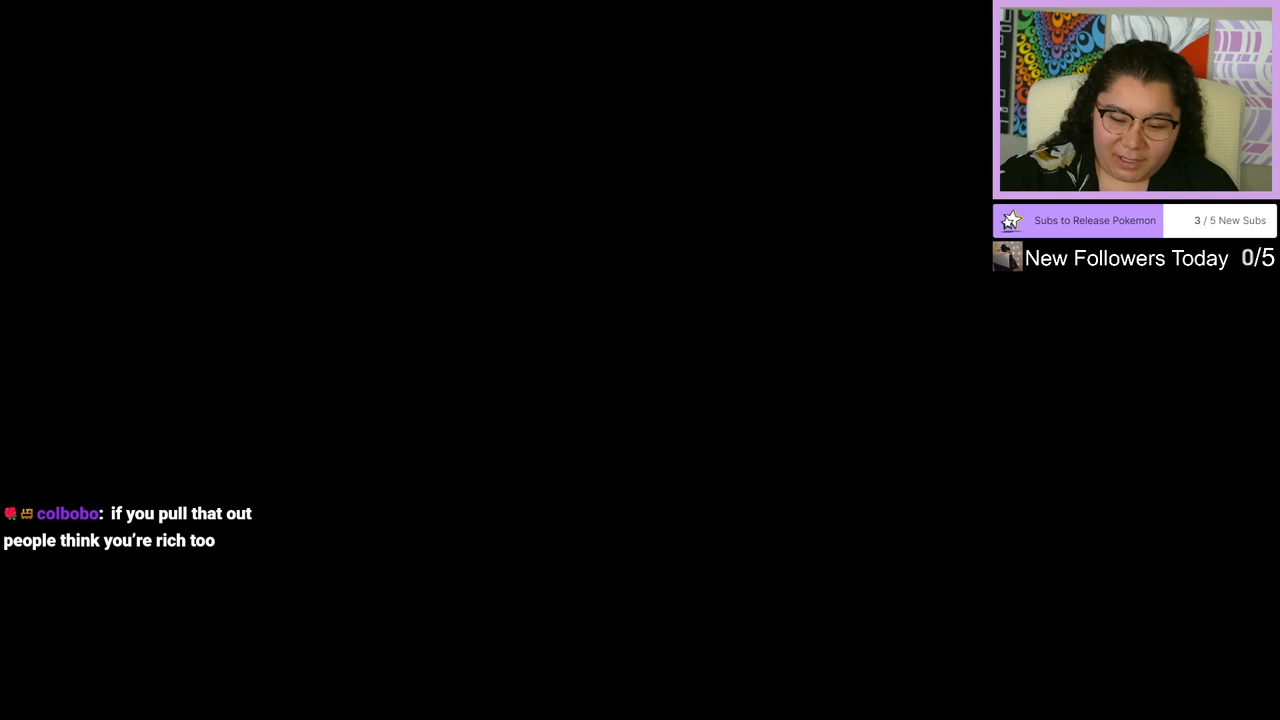 Subs to Release Pokemon 3 / 5 New Subs
New Followers Today 0/5
colbobo: if you pull that out
people think you're rich too